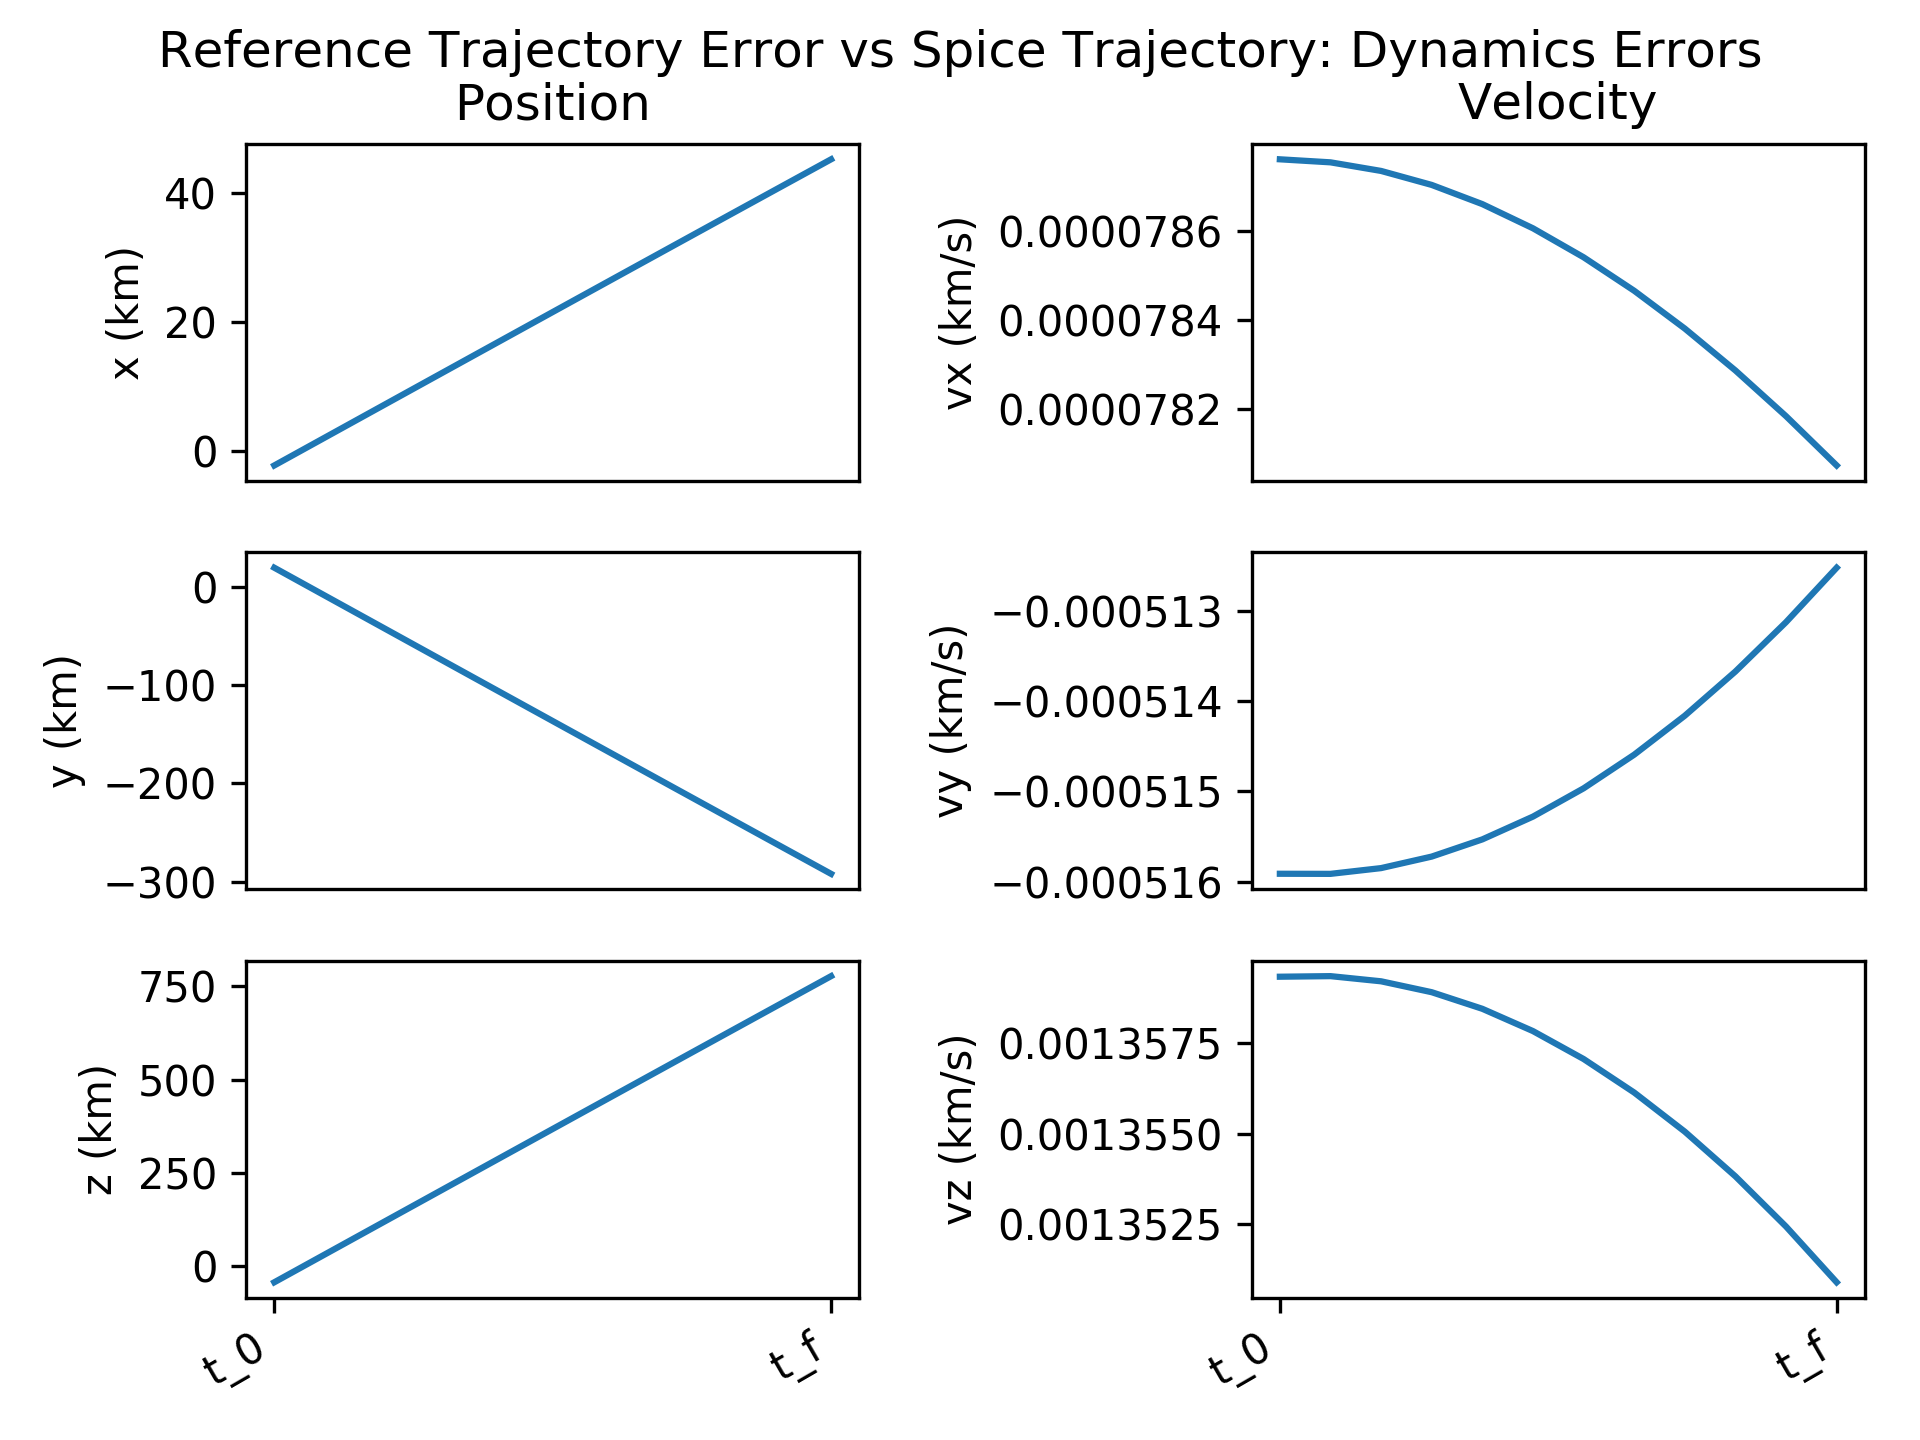 Reference Trajectory Error vs Spice Trajectory: Dynamics Errors
Position
Velocity
x (km)
40
20
0
vx (km/s)
0.0000786
0.0000784
0.0000782
y (km)
0
−100
−200
−300
vy (km/s)
−0.000513
−0.000514
−0.000515
−0.000516
z (km)
750
500
250
0
vz (km/s)
0.0013575
0.0013550
0.0013525
t_0
t_f
t_0
t_f